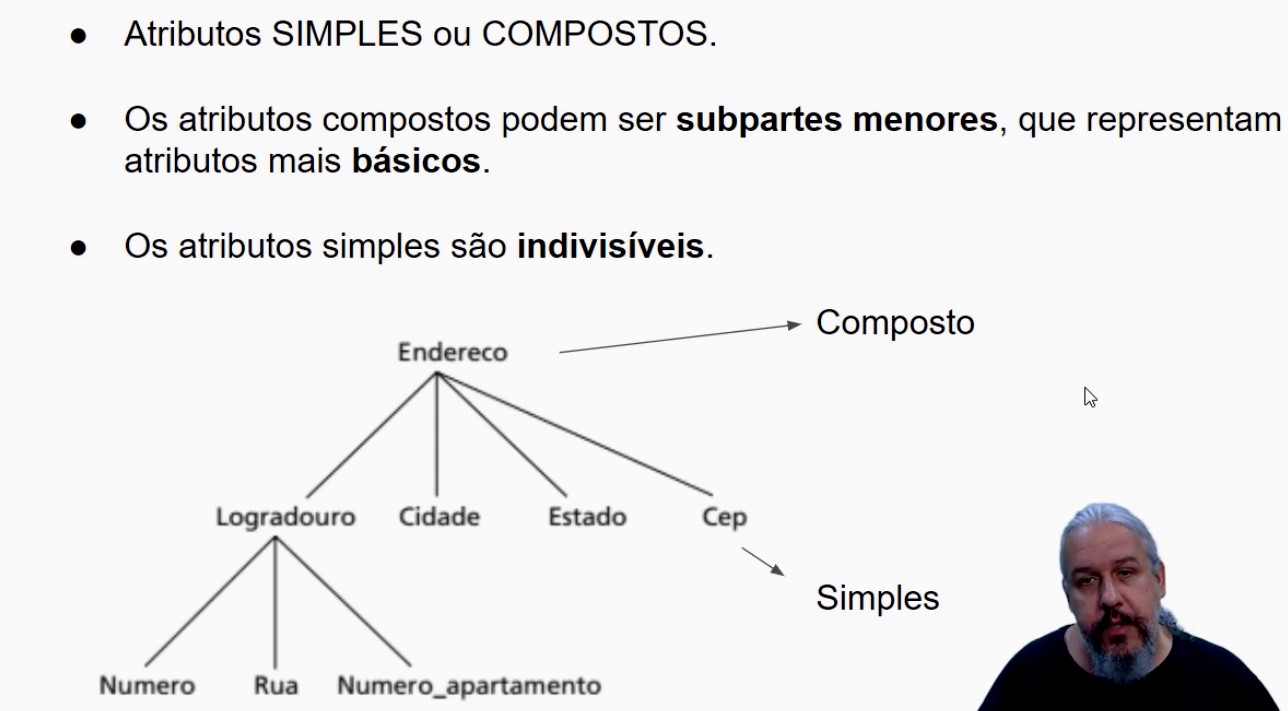 ● Atributos SIMPLES ou COMPOSTOS.
● Os atributos compostos podem ser subpartes menores, que representam
atributos mais básicos.
● Os atributos simples são indivisíveis.
Composto
Endereco
Logradouro Cidade Estado Cep
Simples
Numero Rua Numero_apartamento